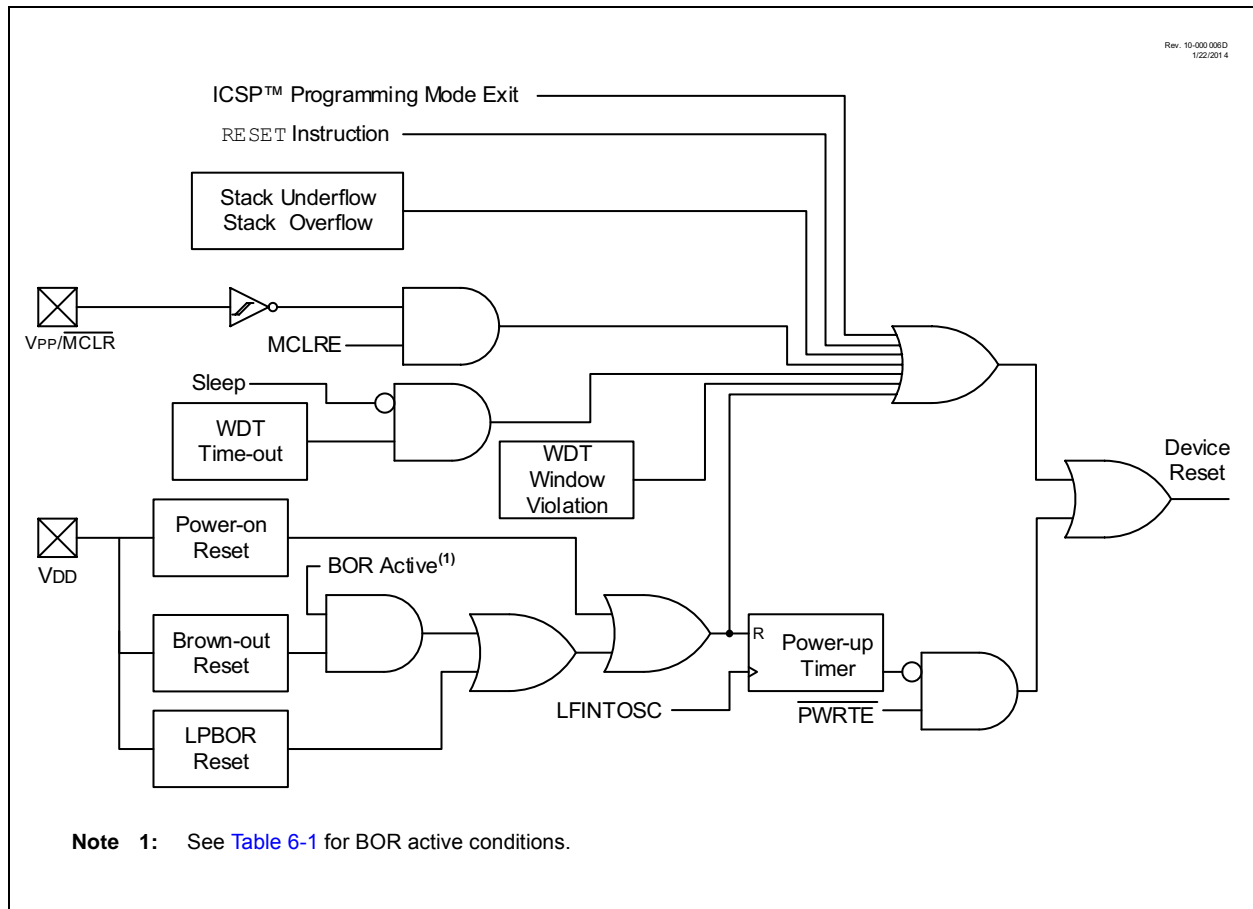 Rev. 10-000 006D
1/22/201 4
ICSP™ Programming Mode Exit
RESET Instruction
Stack Underflow
Stack Overflow
VPP/MCLR
MCLRE
Sleep
WDT
Time-out
WDT
Window
Violation
Device
Reset
VDD
Power-on
Reset
BOR Active(1)
Brown-out
Reset
R
Power-up
Timer
LFINTOSC
PWRTE
LPBOR
Reset
Note 1: See Table 6-1 for BOR active conditions.